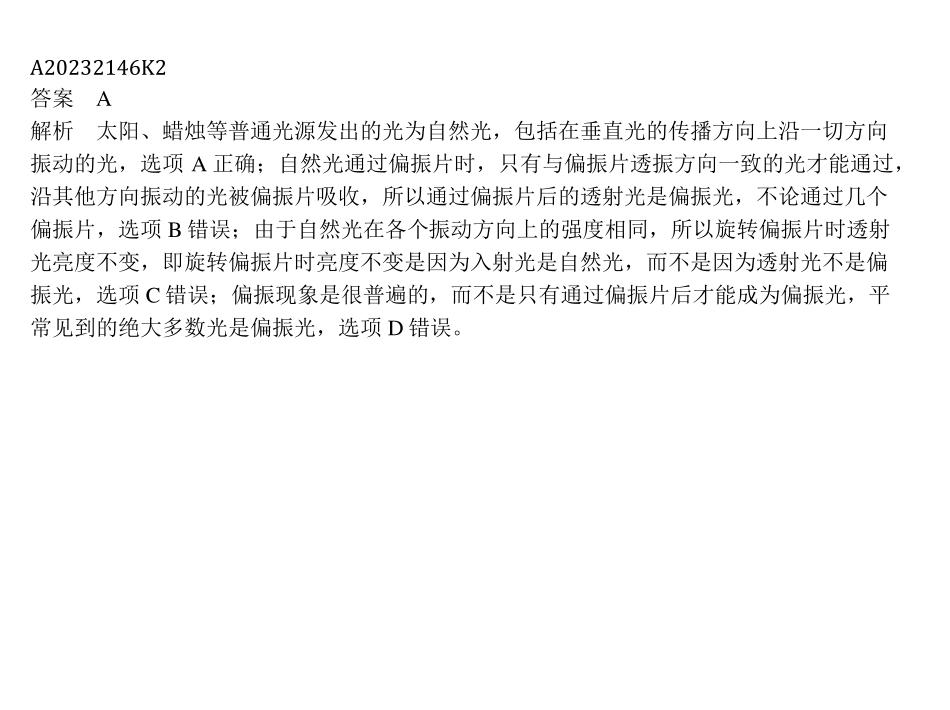 A20232146K2
答案　A
解析　太阳、蜡烛等普通光源发出的光为自然光，包括在垂直光的传播方向上沿一切方向
振动的光，选项 A 正确；自然光通过偏振片时，只有与偏振片透振方向一致的光才能通过，
沿其他方向振动的光被偏振片吸收，所以通过偏振片后的透射光是偏振光，不论通过几个
偏振片，选项 B 错误；由于自然光在各个振动方向上的强度相同，所以旋转偏振片时透射
光亮度不变，即旋转偏振片时亮度不变是因为入射光是自然光，而不是因为透射光不是偏
振光，选项 C 错误；偏振现象是很普遍的，而不是只有通过偏振片后才能成为偏振光，平
常见到的绝大多数光是偏振光，选项 D 错误。